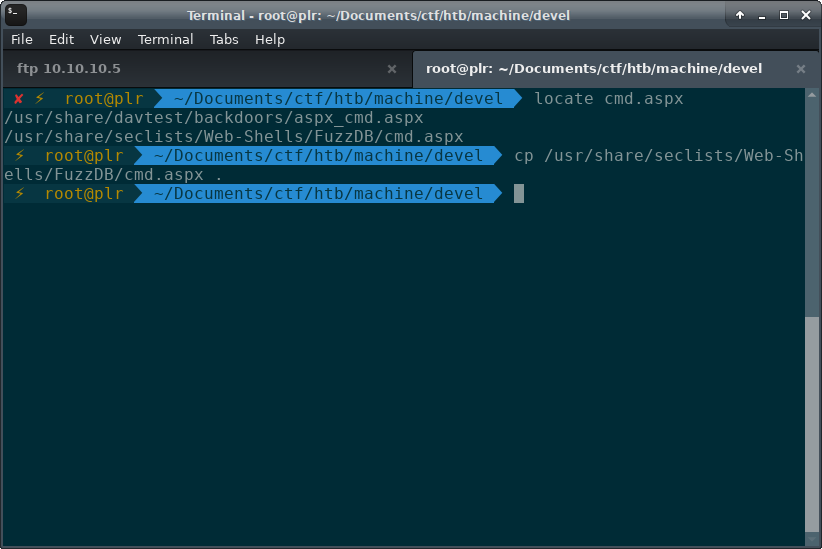 Terminal - root@plr: ~/Documents/ctf/htb/machine/devel
File Edit View Terminal Tabs Help
ftp 10.10.10.5
root@plr: ~/Documents/ctf/htb/machine/devel
✘ ⚡ root@plr ~/Documents/ctf/htb/machine/devel locate cmd.aspx
/usr/share/davtest/backdoors/aspx_cmd.aspx
/usr/share/seclists/Web-Shells/FuzzDB/cmd.aspx
⚡ root@plr ~/Documents/ctf/htb/machine/devel cp /usr/share/seclists/Web-Sh
ells/FuzzDB/cmd.aspx .
⚡ root@plr ~/Documents/ctf/htb/machine/devel